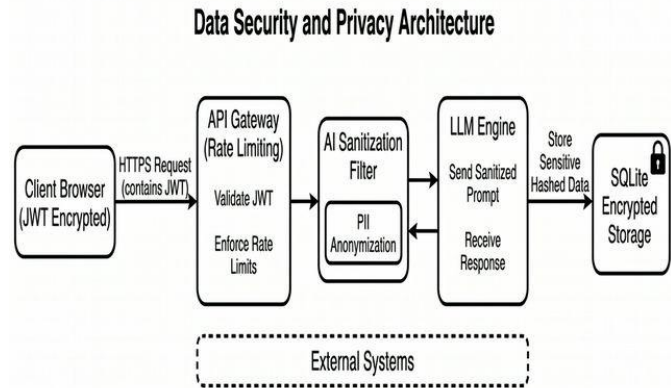 Data Security and Privacy Architecture
Client Browser
(JWT Encrypted)
HTTPS Request
(contains JWT)
API Gateway
(Rate Limiting)
Validate JWT
Enforce Rate
Limits
AI Sanitization
Filter
PII
Anonymization
LLM Engine
Send Sanitized
Prompt
Receive
Response
Store
Sensitive
Hashed Data
SQLite
Encrypted
Storage
External Systems